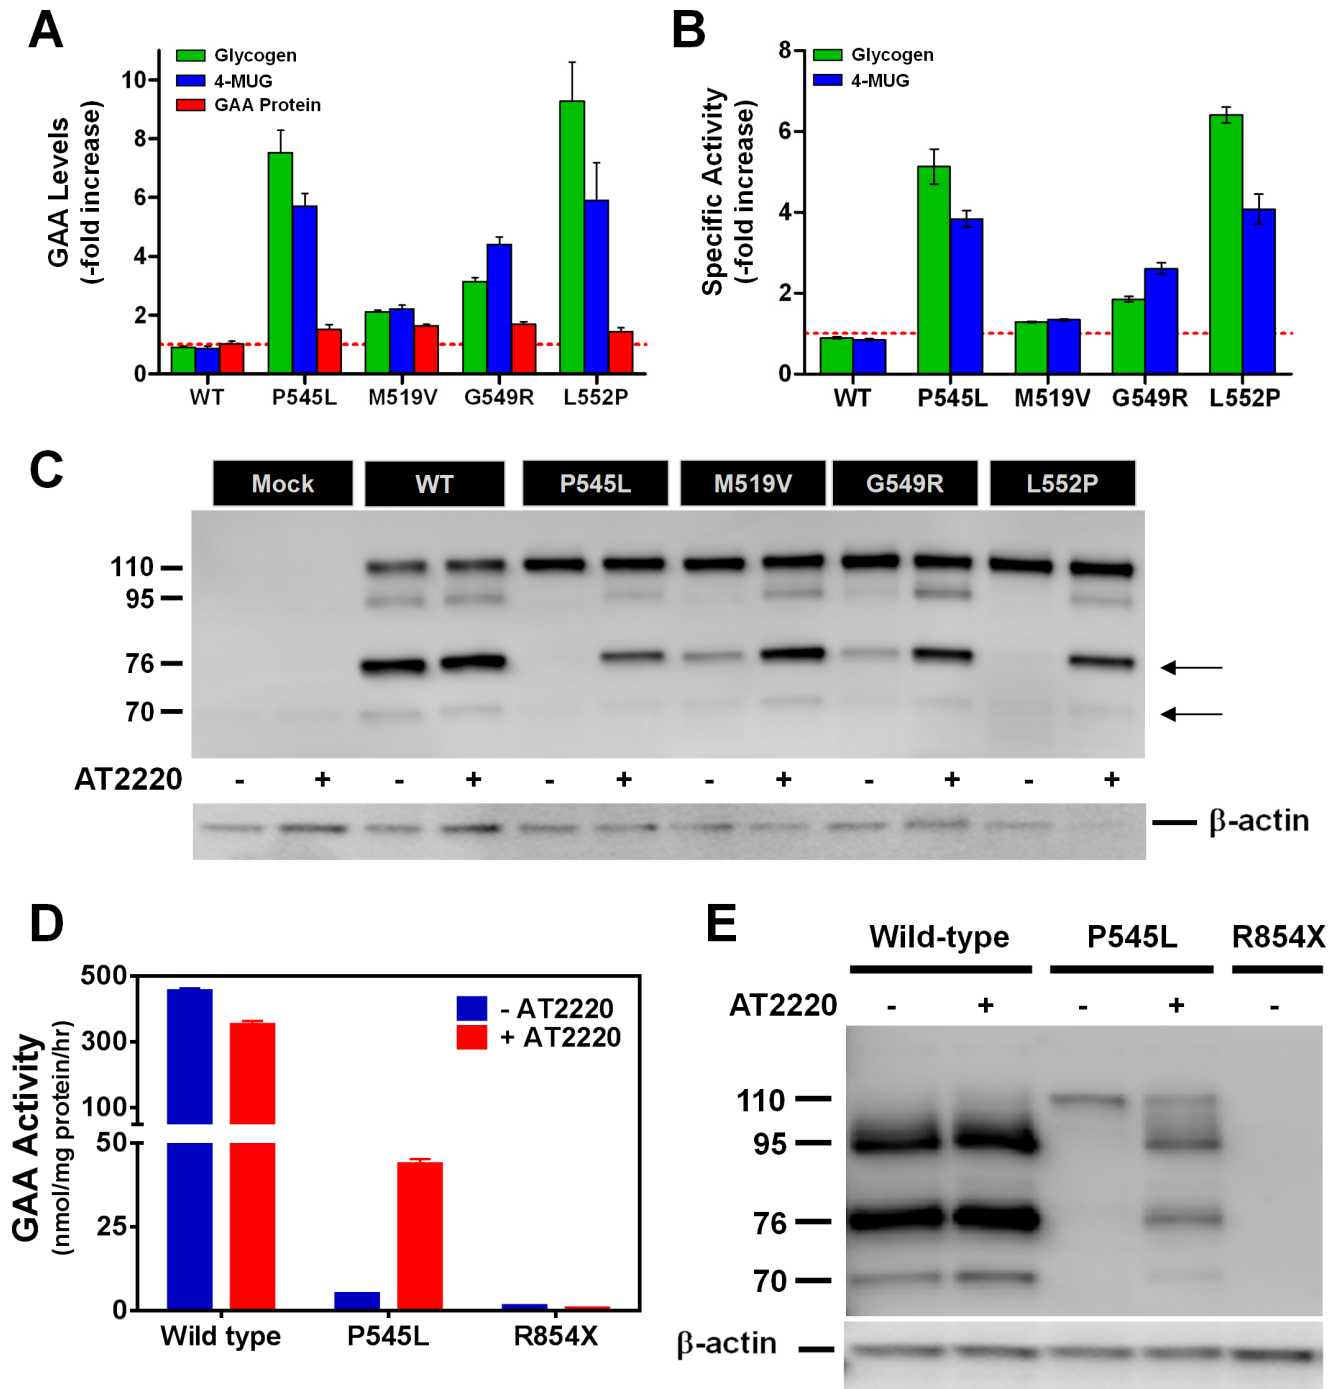 A
GAA Levels
(-fold increase)
Glycogen
4-MUG
GAA Protein
10
8
6
4
2
0
WT P545L M519V G549R L552P
B
Specific Activity
(-fold increase)
Glycogen
4-MUG
8
6
4
2
0
WT P545L M519V G549R L552P
C
Mock WT P545L M519V G549R L552P
110
95
76
70
AT2220 - + - + - + - + - + - +
β-actin
D
GAA Activity
(nmol/mg protein/hr)
- AT2220
+ AT2220
500
300
100
50
25
0
Wild type P545L R854X
E
Wild-type P545L R854X
AT2220 - + - + -
110
95
76
70
β-actin